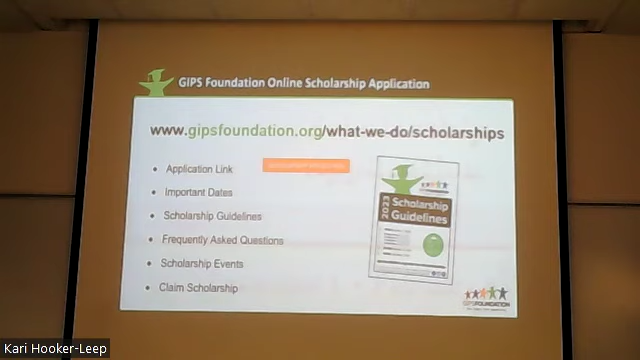 GIPS Foundation Online Scholarship Application
www.gipsfoundation.org/what-we-do/scholarships
• Application Link
• Important Dates
• Scholarship Guidelines
• Frequently Asked Questions
• Scholarship Events
• Claim Scholarship
2023 Scholarship
Guidelines
GIPSFOUNDATION
Kari Hooker-Leep